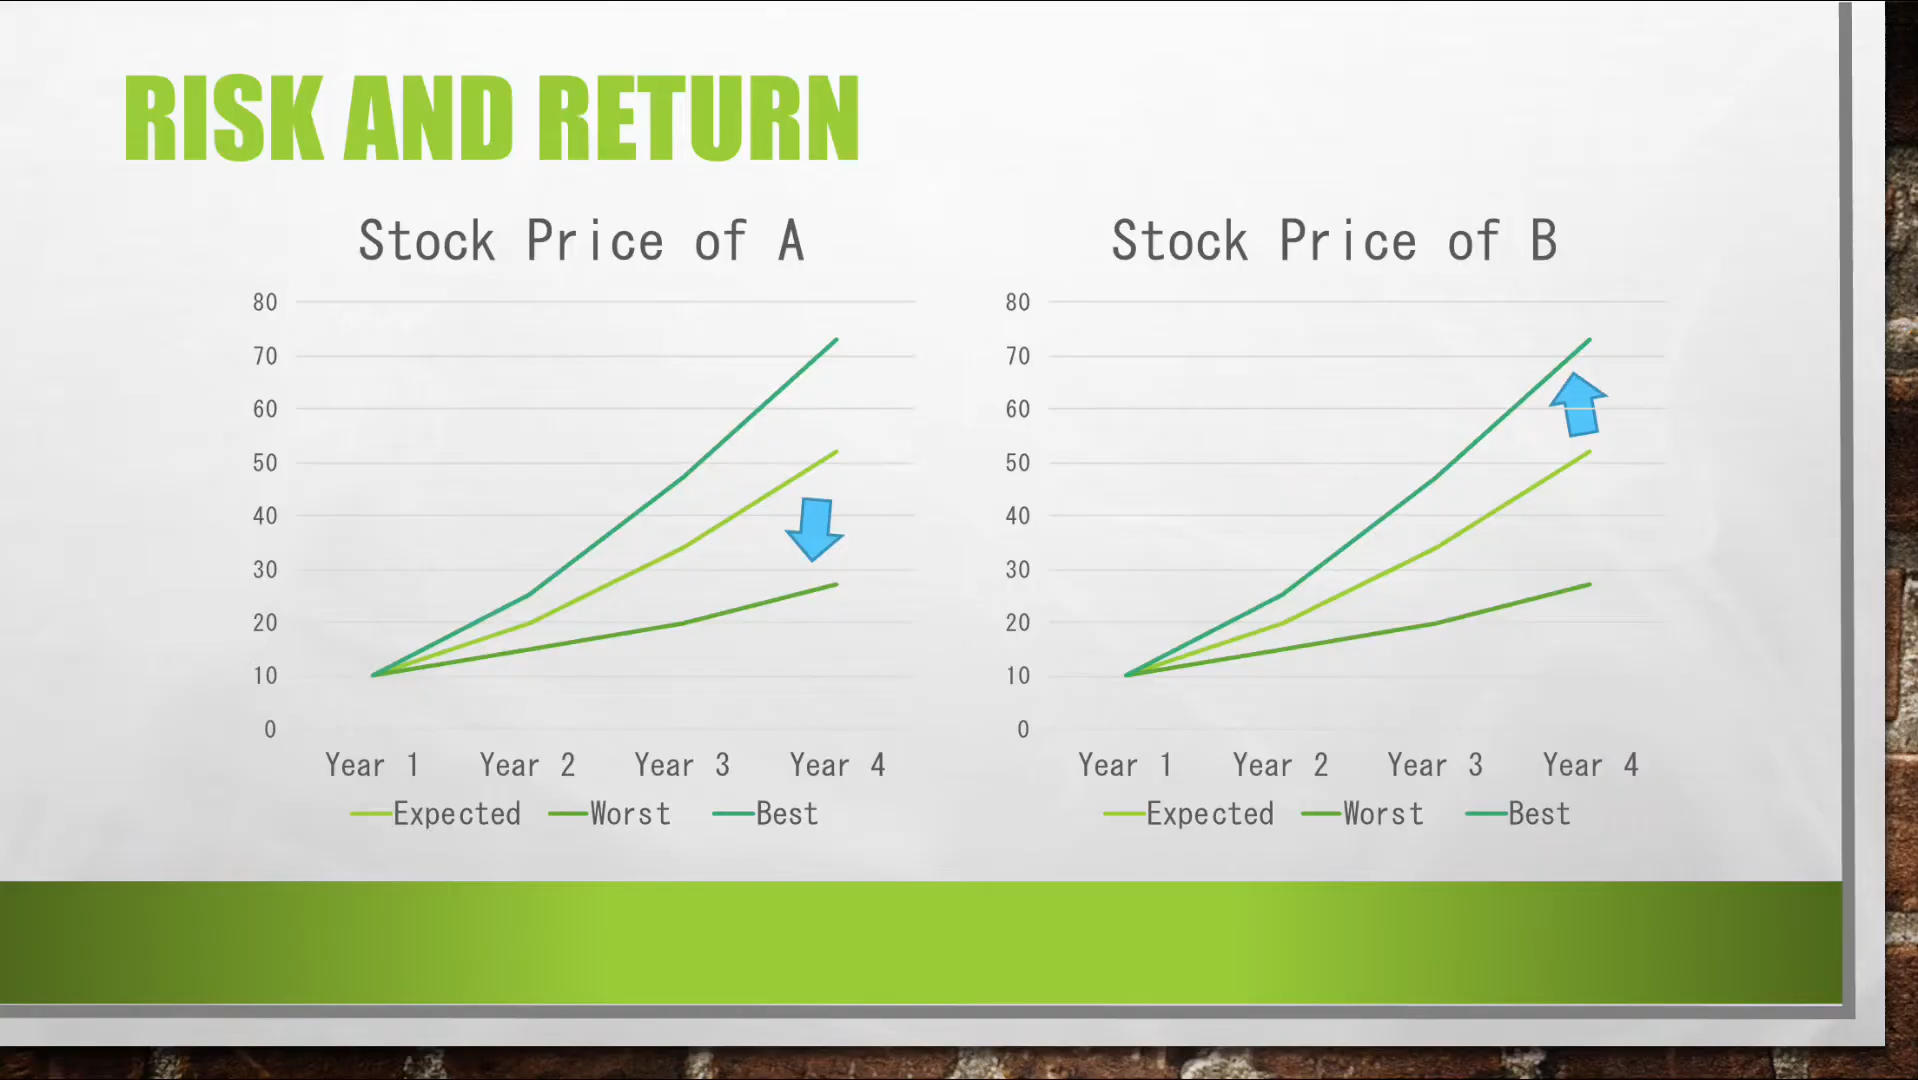 RISK AND RETURN
Stock Price of A
80
70
60
50
40
30
20
10
0
Year 1 Year 2 Year 3 Year 4
Expected Worst Best
Stock Price of B
80
70
60
50
40
30
20
10
0
Year 1 Year 2 Year 3 Year 4
Expected Worst Best